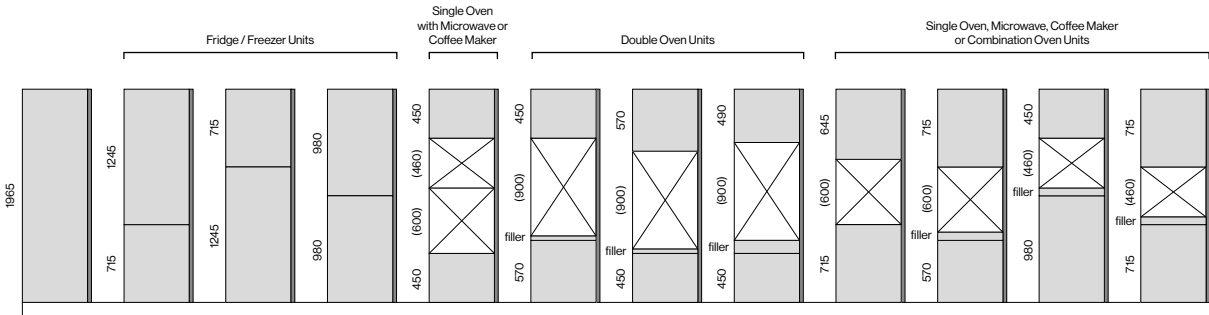 Fridge / Freezer Units
Single Oven
with Microwave or
Coffee Maker
Double Oven Units
Single Oven, Microwave, Coffee Maker
or Combination Oven Units
1965
1245
715
715
1245
980
980
450
(460)
(600)
450
450
(900)
filler
570
570
(900)
filler
450
490
(900)
filler
450
645
(600)
715
715
(600)
filler
570
450
(460)
filler
980
715
(460)
filler
715